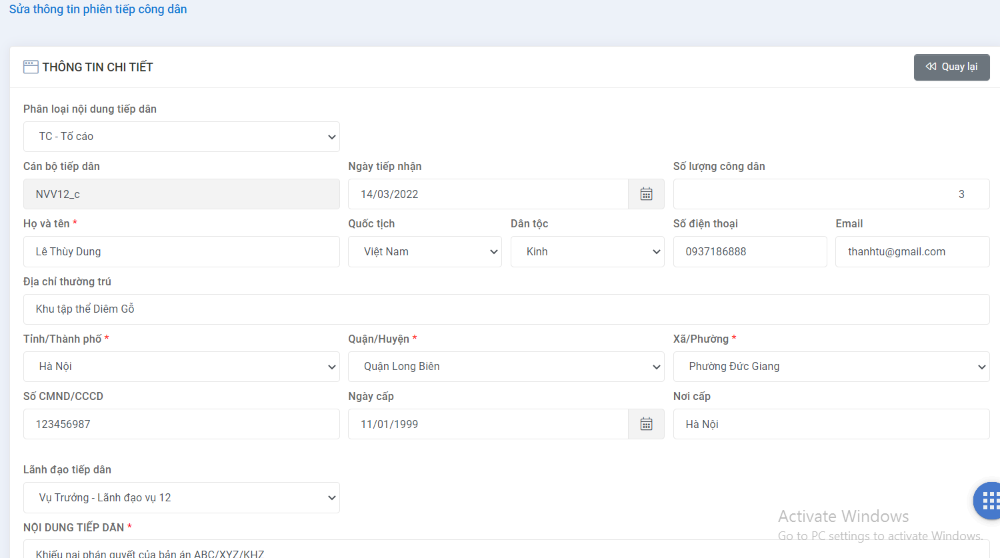 Sửa thông tin phiên tiếp công dân
THÔNG TIN CHI TIẾT
Quay lại
Phân loại nội dung tiếp dân
TC - Tố cáo
Cán bộ tiếp dân Ngày tiếp nhận Số lượng công dân
NVV12_c 14/03/2022 3
Họ và tên * Quốc tịch Dân tộc Số điện thoại Email
Lê Thùy Dung Việt Nam Kinh 0937186888 thanhtu@gmail.com
Địa chỉ thường trú
Khu tập thể Diêm Gỗ
Tỉnh/Thành phố * Quận/Huyện * Xã/Phường *
Hà Nội Quận Long Biên Phường Đức Giang
Số CMND/CCCD Ngày cấp Nơi cấp
123456987 11/01/1999 Hà Nội
Lãnh đạo tiếp dân
Vụ Trưởng - Lãnh đạo vụ 12
Activate Windows
NỘI DUNG TIẾP DÂN *
Go to PC settings to activate Windows.
Khiếu nại phán quyết của bản án ABC/XYZ/KHZ